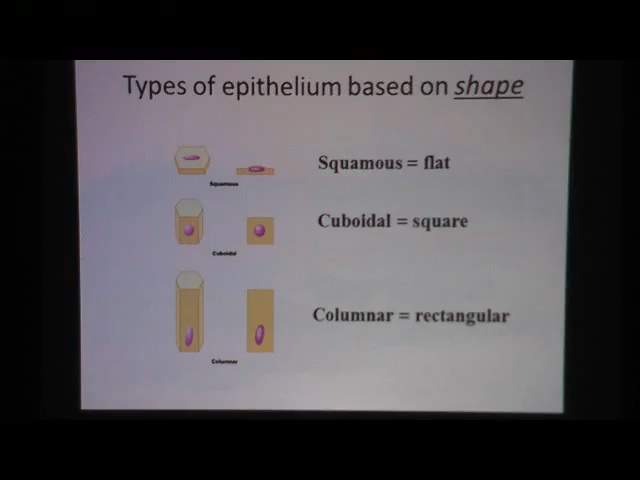 Types of epithelium based on shape
Squamous = flat
Squamous
Cuboidal = square
Cuboidal
Columnar = rectangular
Columnar